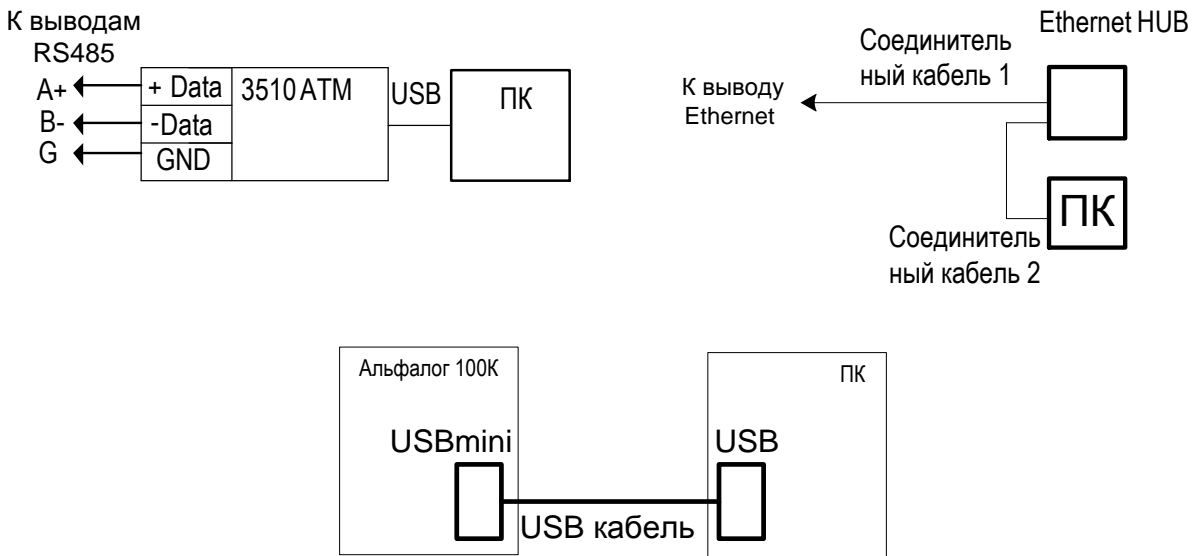 К выводам
RS485
A+
B-
G
+ Data
-Data
GND
3510 ATM
USB
ПК
Ethernet HUB
Соединитель
ный кабель 1
К выводу
Ethernet
ПК
Соединитель
ный кабель 2
Альфалог 100К
USBmini
USB кабель
ПК
USB